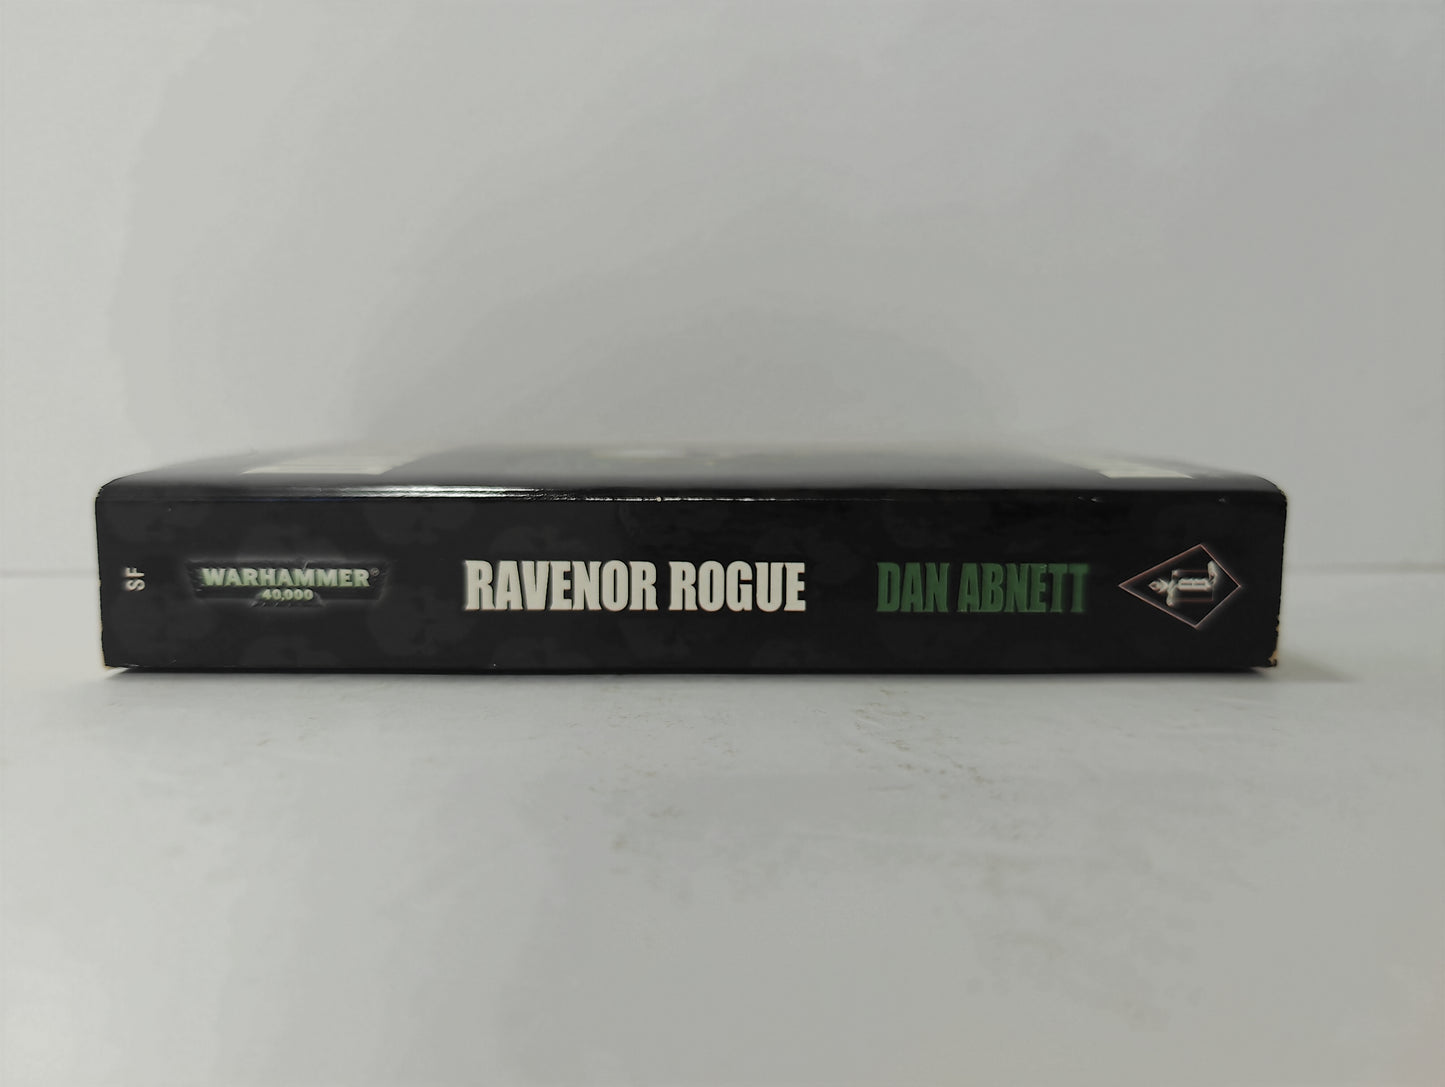 SF
WARHAMMER®
40,000
RAVENOR ROGUE
DAN ABNETT